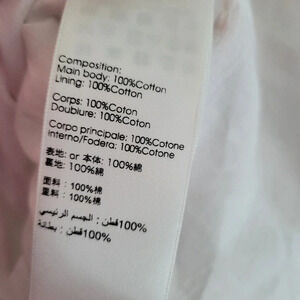 Composition:
Main body: 100%Cotton
Lining: 100%Cotton
Corps: 100%Coton
Doublure: 100%Coton
Corpo principale: 100%Cotone
interno/Fodera: 100%Cotone
表地: or 本体: 100%綿
裏地: 100%綿
面料: 100%棉
里料: 100%棉
100%قطن: الجسم الرئيسي
100%قطن: بطانة